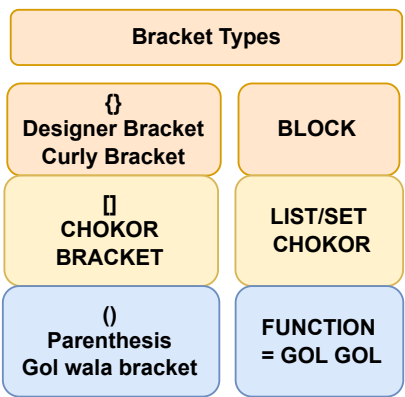 Bracket Types
{}
Designer Bracket
Curly Bracket
BLOCK
[]
CHOKOR
BRACKET
LIST/SET
CHOKOR
()
Parenthesis
Gol wala bracket
FUNCTION
= GOL GOL